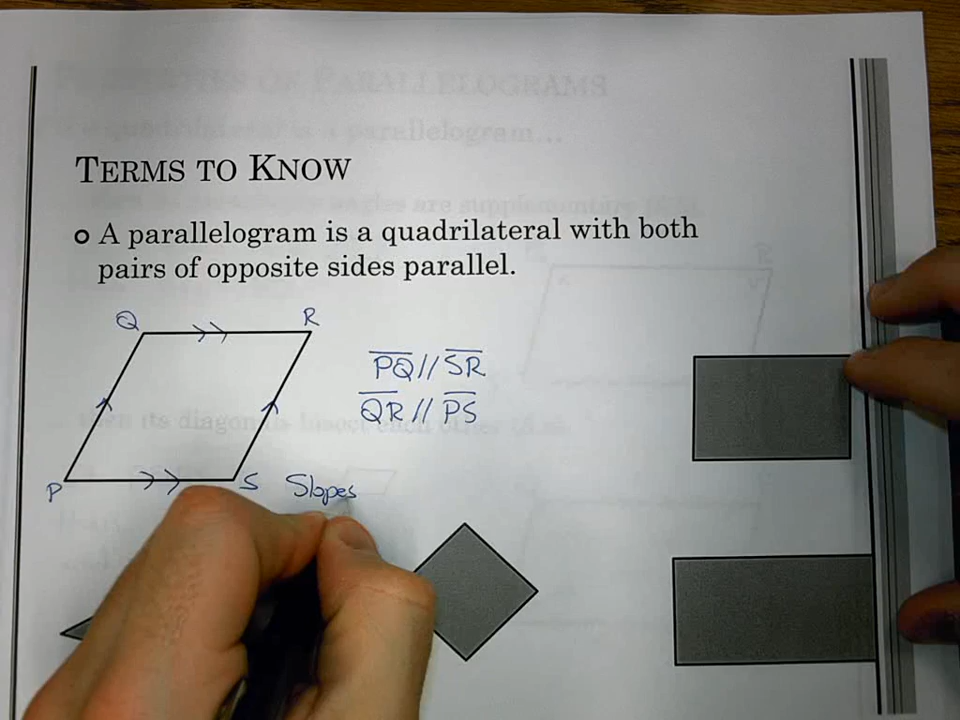 TERMS TO KNOW
A parallelogram is a quadrilateral with both
pairs of opposite sides parallel.
Q R
PQ // SR
QR // PS
P S Slopes